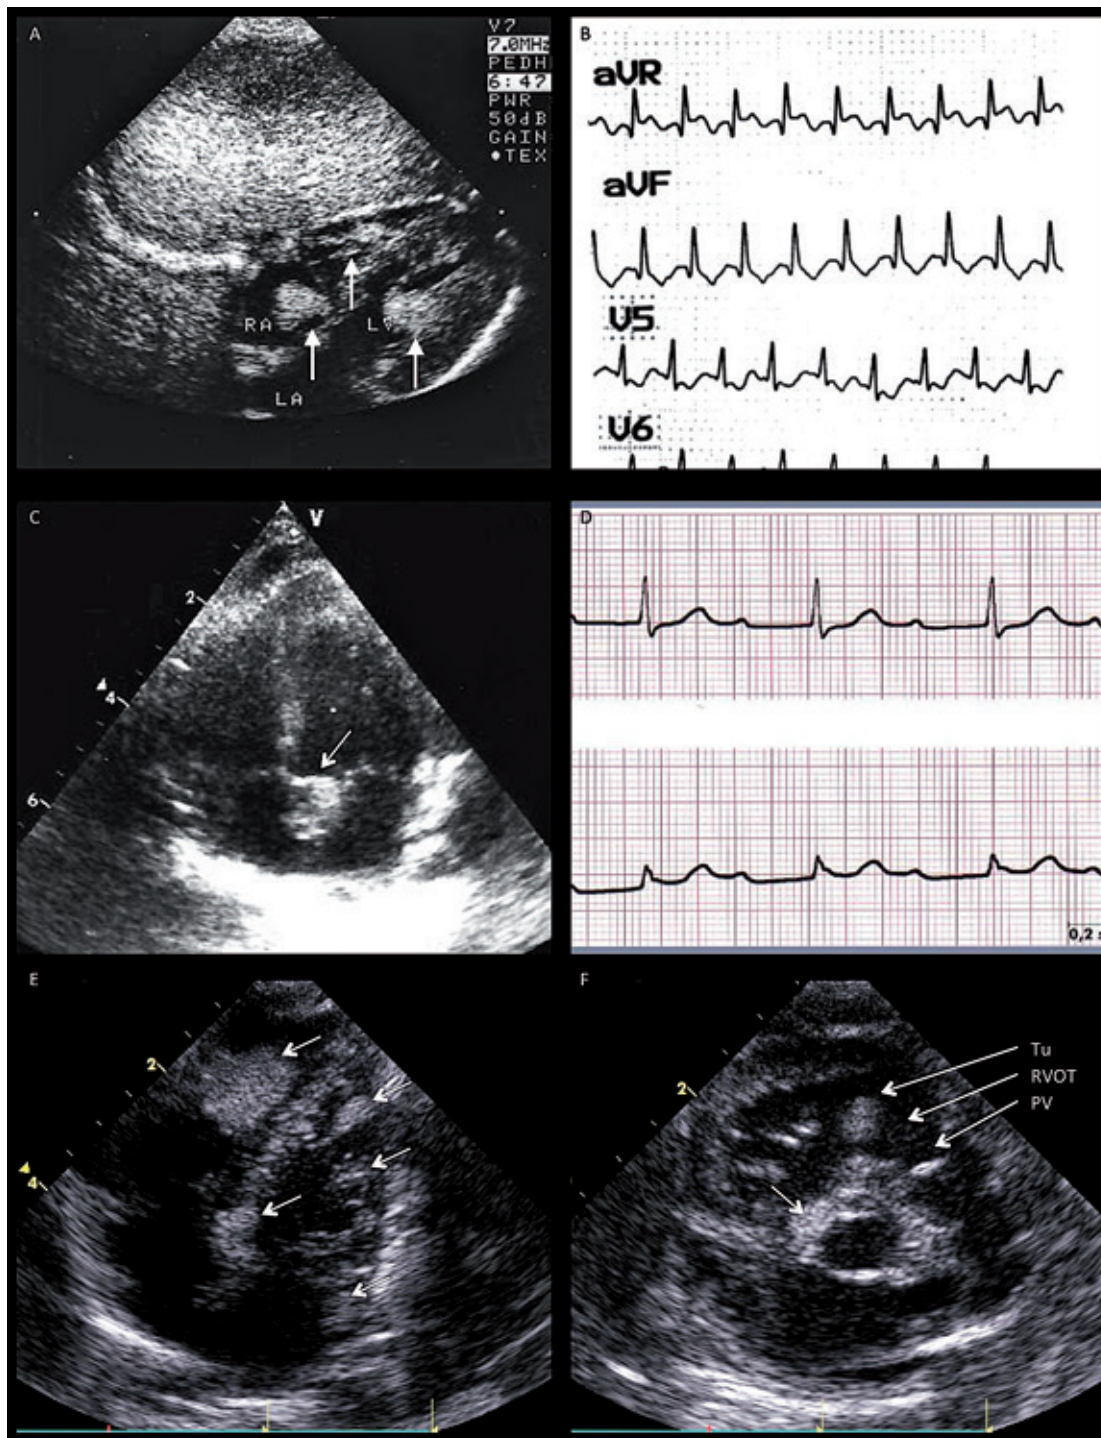 A
V7
7.0MHz
PEDH
6:47
PWR
50dB
GAIN
•TEX
RA
LV
LA
B
aVR
aVF
V5
V6
C
V
2
4
6
D
0,2 s
E
2
4
F
2
Tu
RVOT
PV